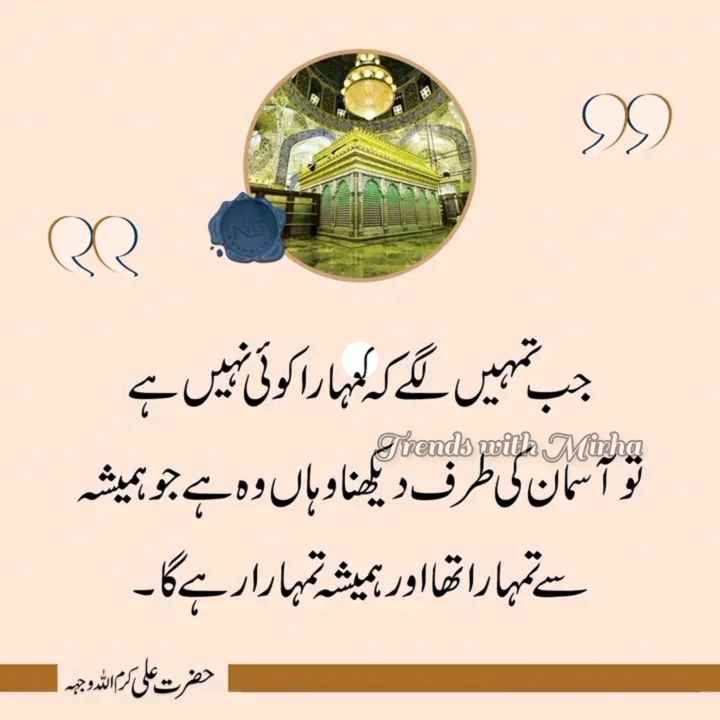 جب تمہیں لگے کہ تمہارا کوئی نہیں ہے
Trends with Mirha
تو آسمان کی طرف دیکھنا وہاں وہ ہے جو ہمیشہ
سے تمہارا تھا اور ہمیشہ تمہارا رہے گا۔
حضرت علی کرم اللہ وجہہ